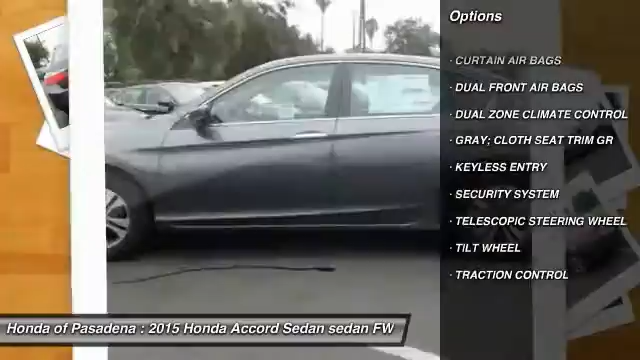 Options
· CURTAIN AIR BAGS
· DUAL FRONT AIR BAGS
· DUAL ZONE CLIMATE CONTROL
· GRAY; CLOTH SEAT TRIM GR
· KEYLESS ENTRY
· SECURITY SYSTEM
· TELESCOPIC STEERING WHEEL
· TILT WHEEL
· TRACTION CONTROL
Honda of Pasadena : 2015 Honda Accord Sedan sedan FW